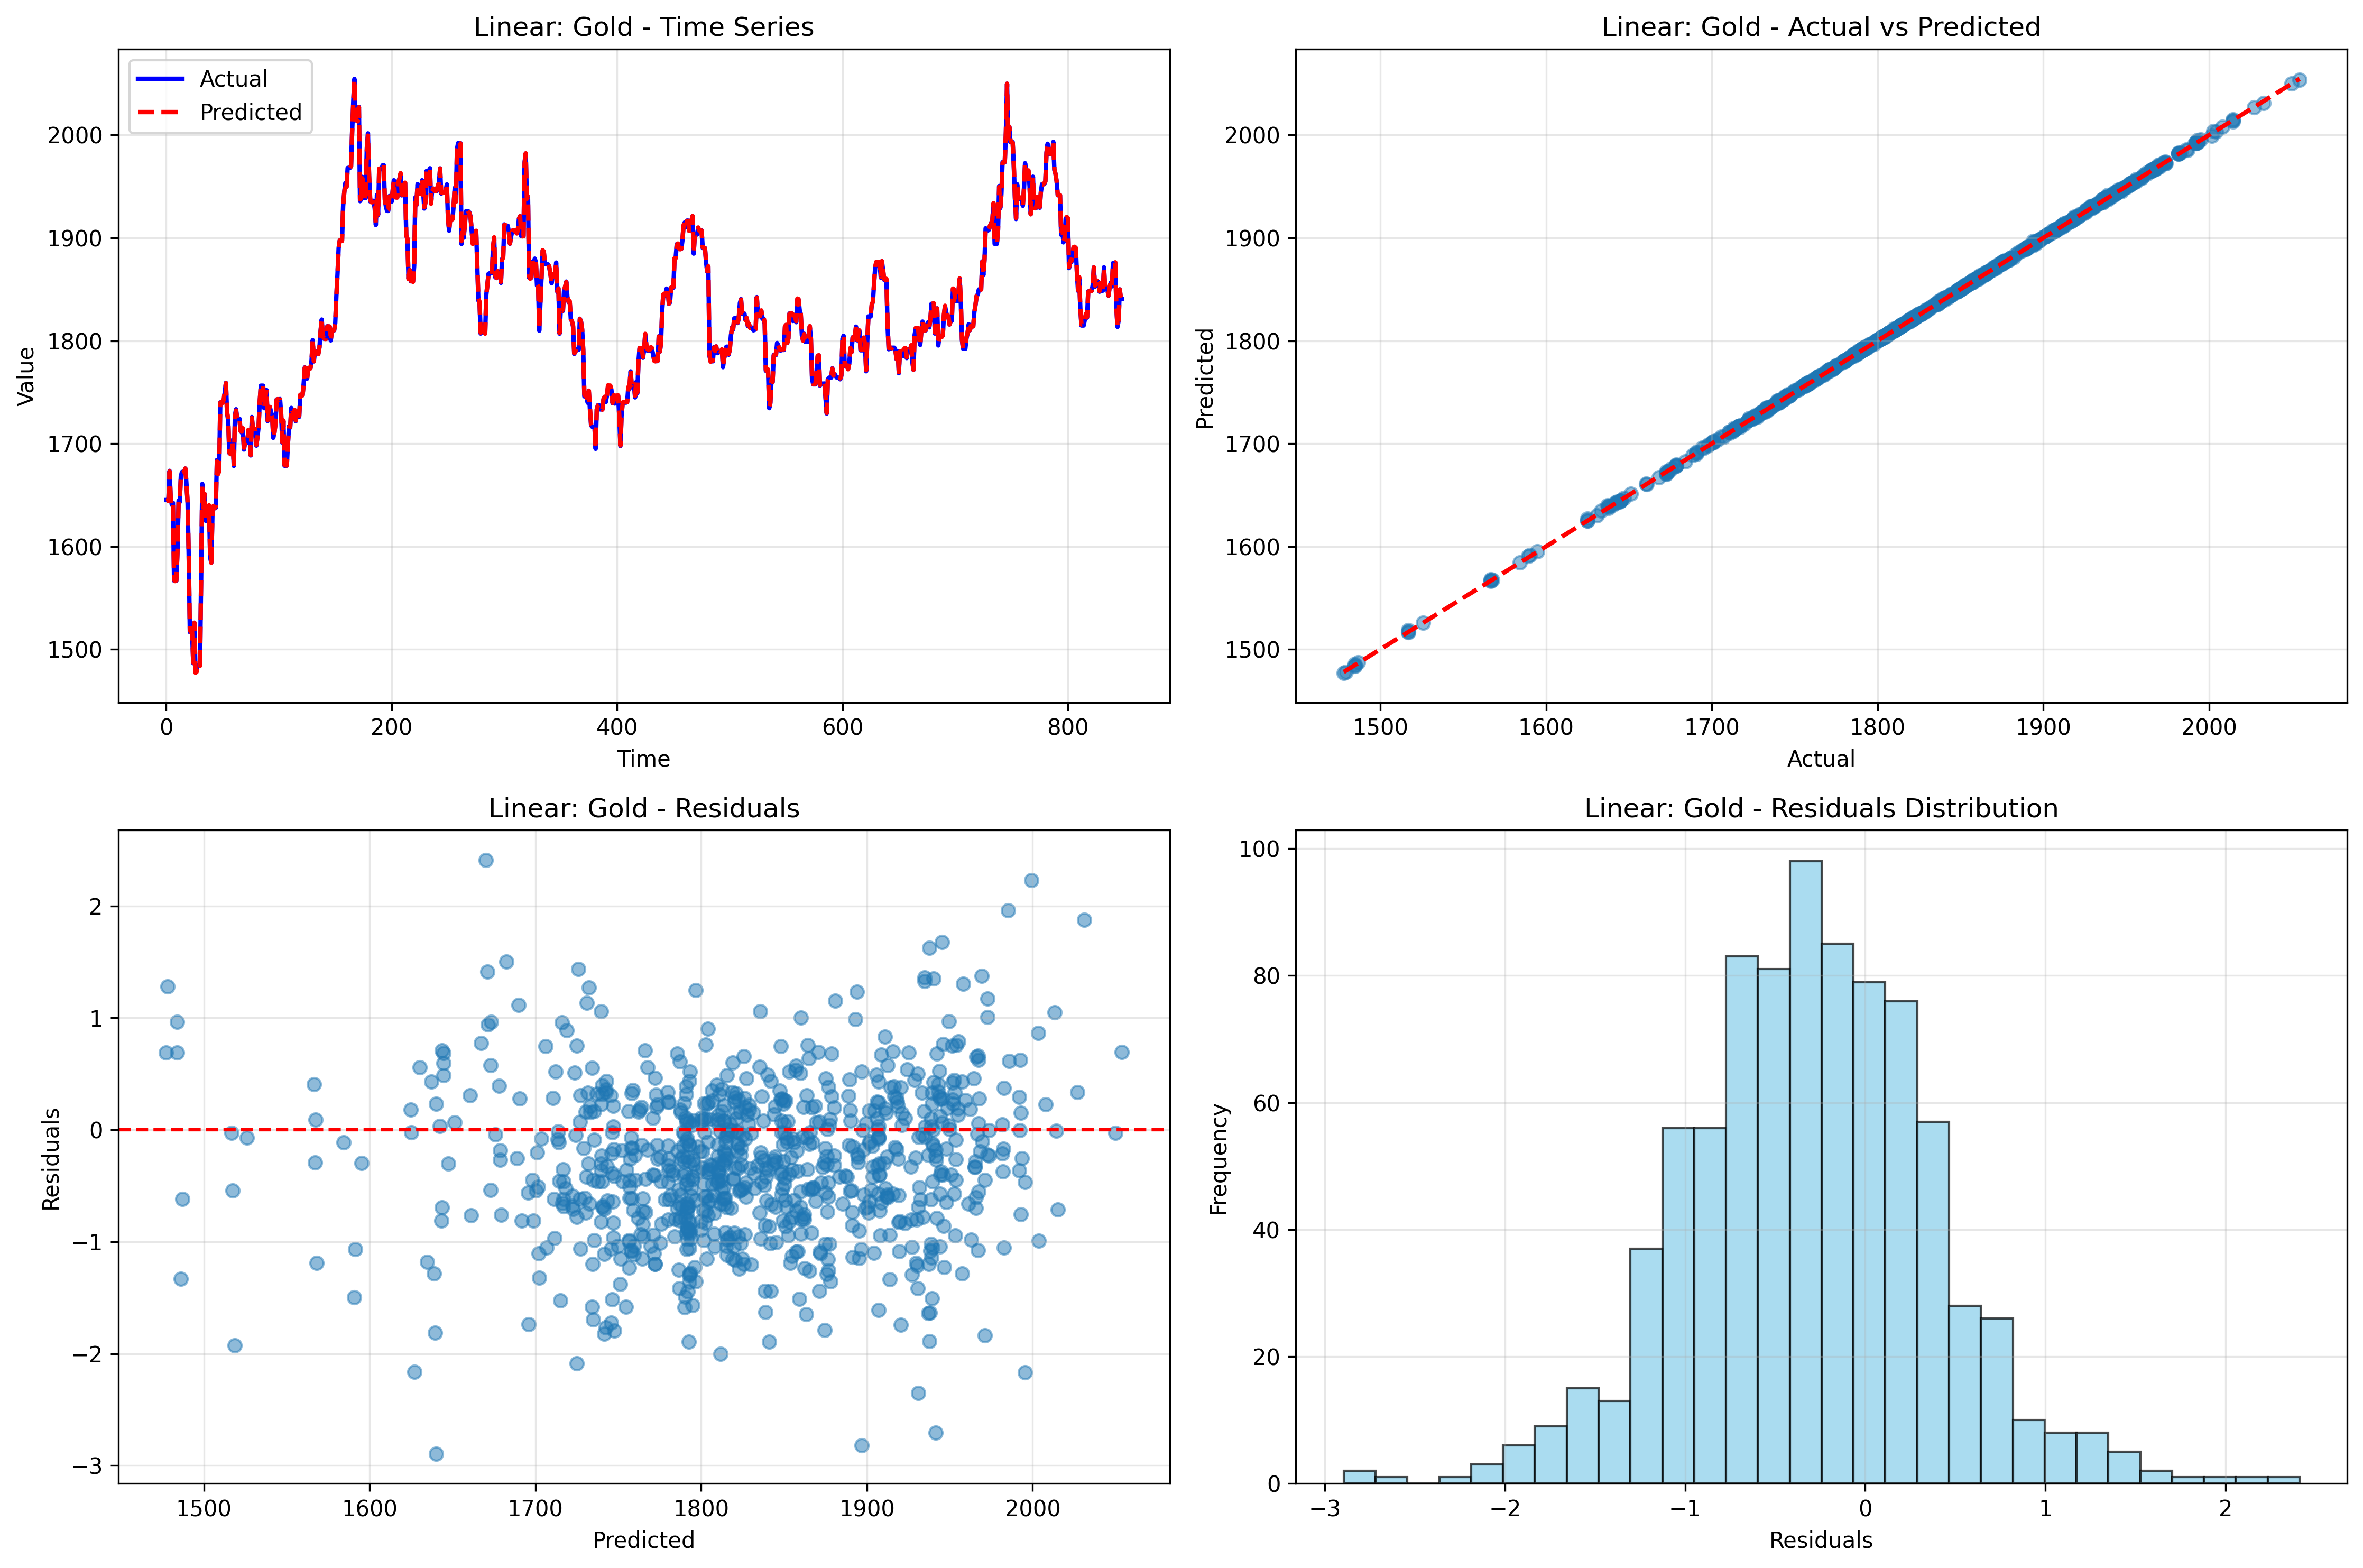 Linear: Gold - Time Series
Actual
Predicted
Value
2000
1900
1800
1700
1600
1500
0 200 400 600 800
Time
Linear: Gold - Actual vs Predicted
Predicted
2000
1900
1800
1700
1600
1500
1500 1600 1700 1800 1900 2000
Actual
Linear: Gold - Residuals
Residuals
2
1
0
−1
−2
−3
1500 1600 1700 1800 1900 2000
Predicted
Linear: Gold - Residuals Distribution
Frequency
100
80
60
40
20
0
−3 −2 −1 0 1 2
Residuals